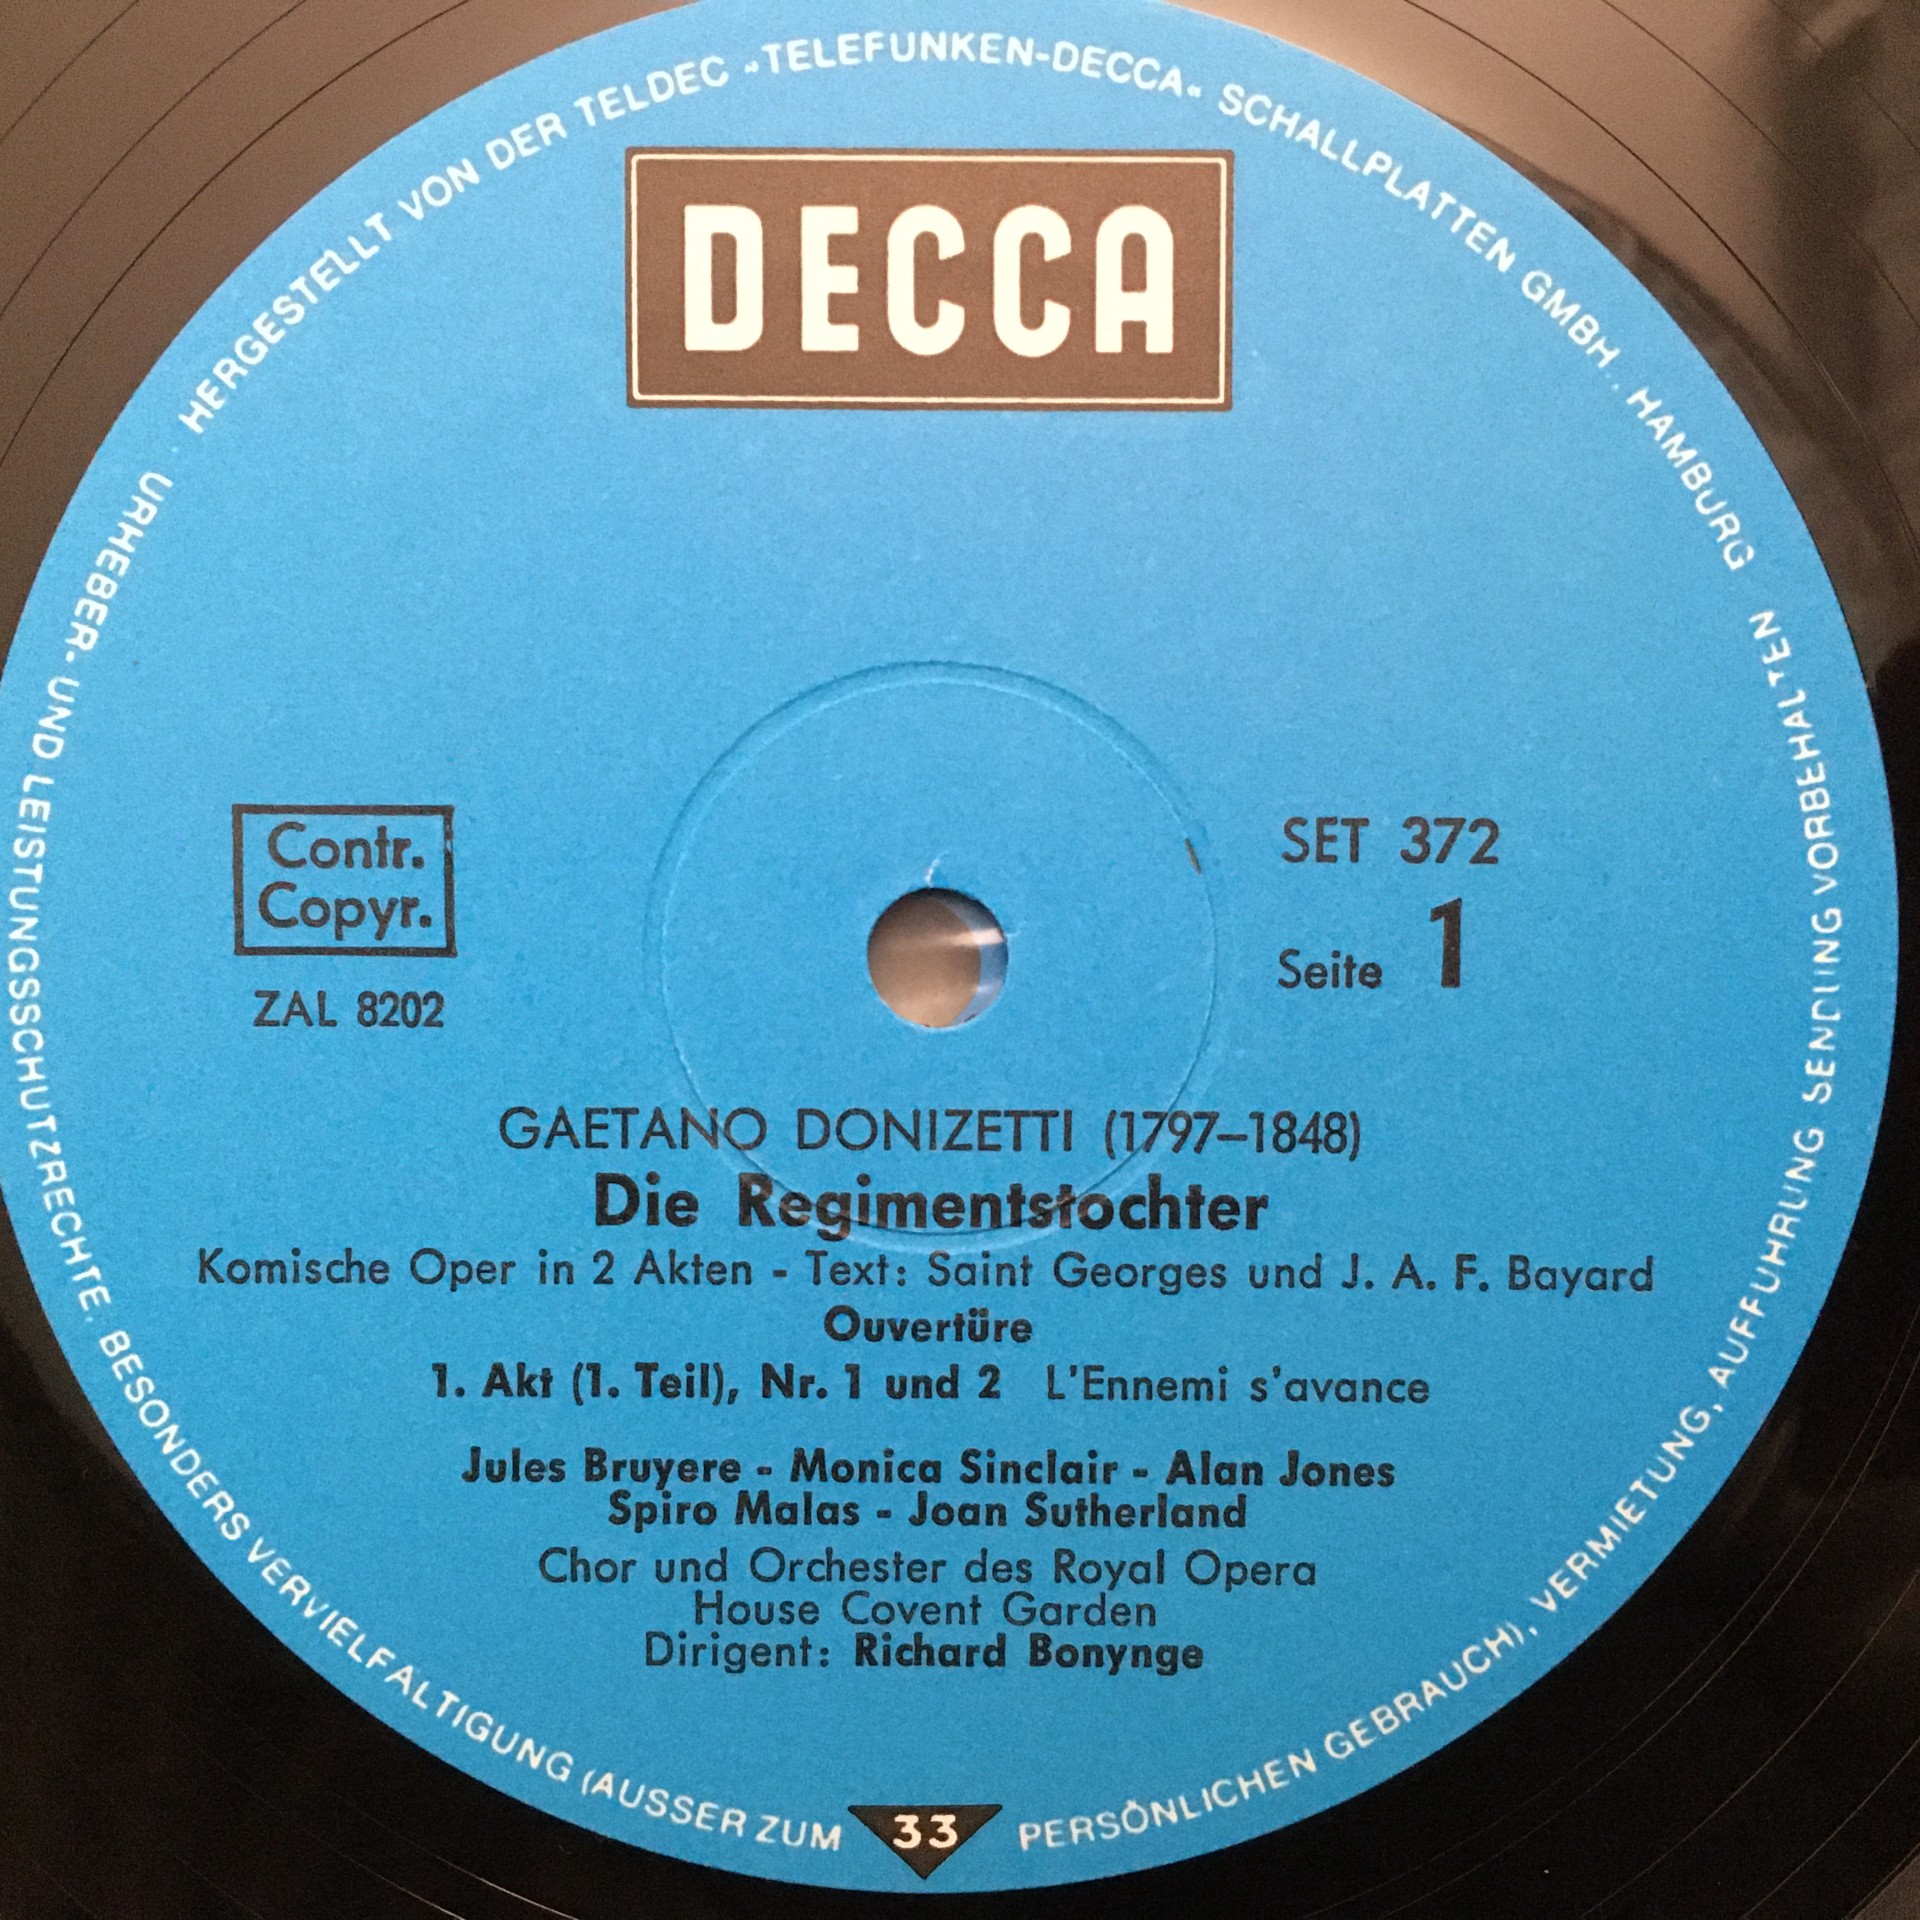 HERGESTELLT VON DER TELDEC »TELEFUNKEN-DECCA« SCHALLPLATTEN GMBH., HAMBURG
DECCA
Contr.
Copyr.
ZAL 8202
SET 372
Seite 1
GAETANO DONIZETTI (1797–1848)
Die Regimentstochter
Komische Oper in 2 Akten - Text: Saint Georges und J. A. F. Bayard
Ouvertüre
1. Akt (1. Teil), Nr. 1 und 2 L'Ennemi s'avance
Jules Bruyere - Monica Sinclair - Alan Jones
Spiro Malas - Joan Sutherland
Chor und Orchester des Royal Opera
House Covent Garden
Dirigent: Richard Bonynge
URHEBER- UND LEISTUNGSSCHUTZRECHTE, BESONDERS VERVIELFALTIGUNG (AUSSER ZUM PERSÖNLICHEN GEBRAUCH), VERMIETUNG, AUFFUHRUNG SENDUNG VORBEHALTEN
33